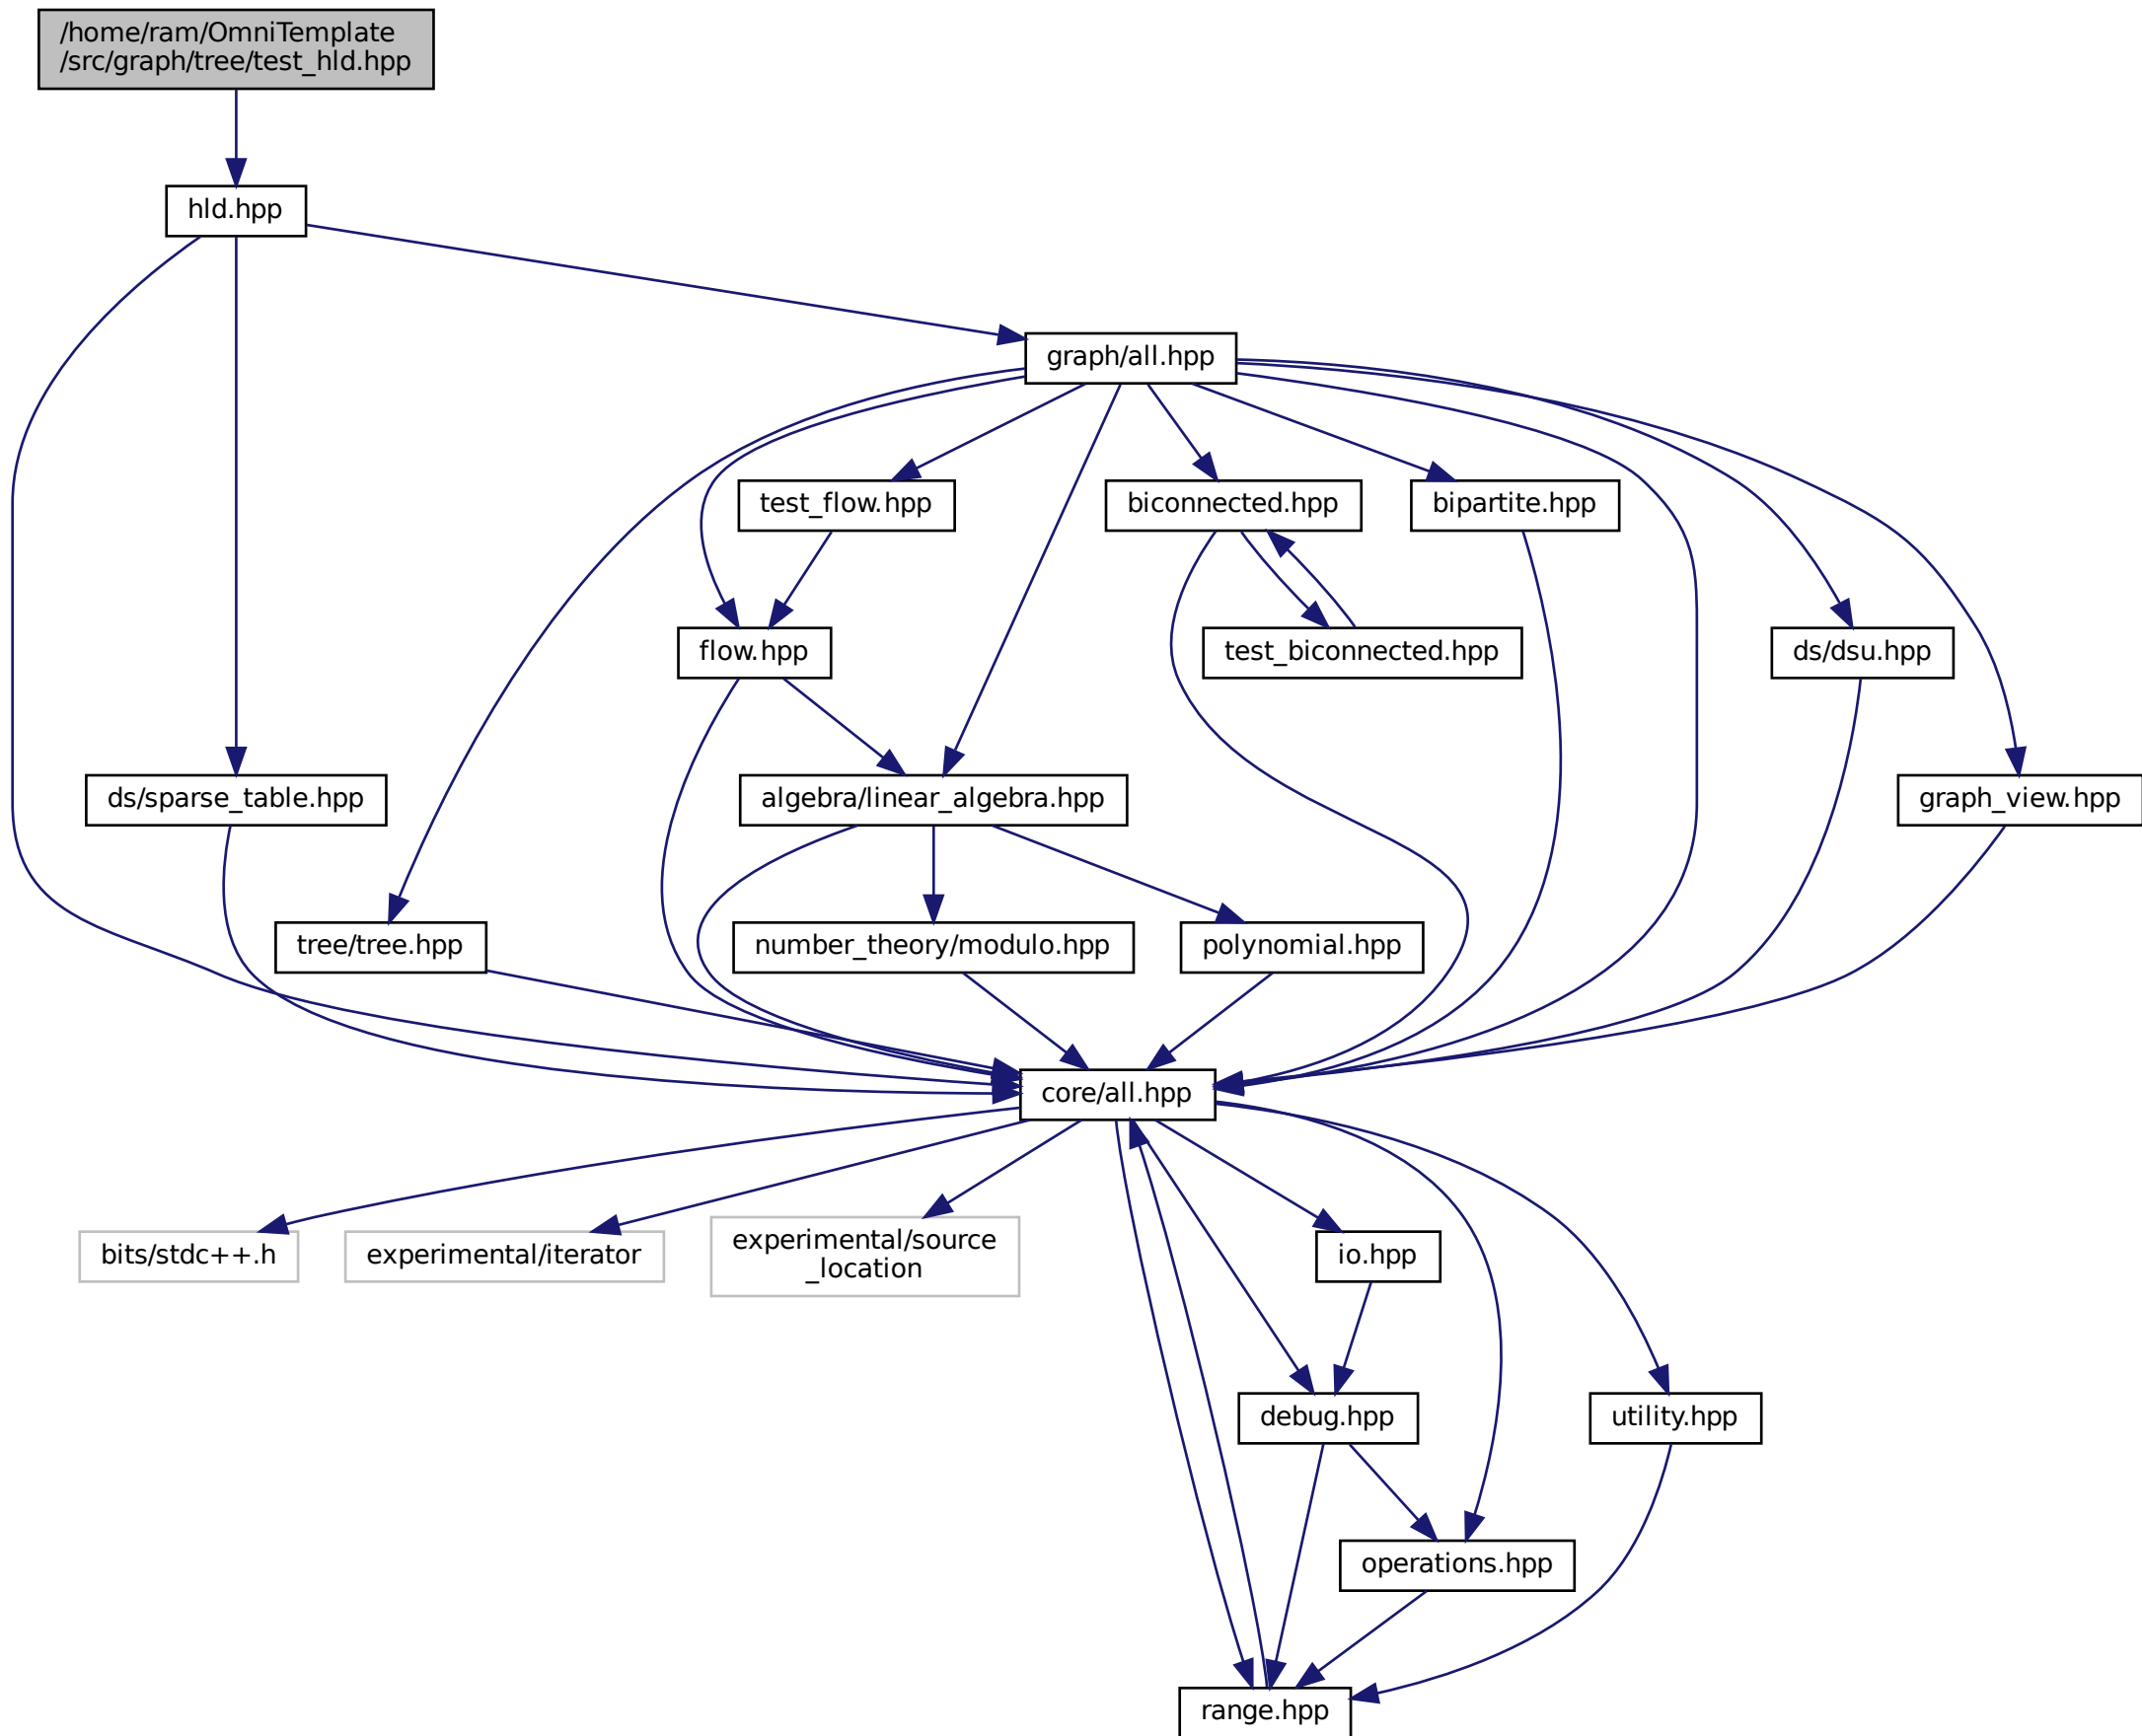 /home/ram/OmniTemplate
/src/graph/tree/test_hld.hpp
hld.hpp
graph/all.hpp
test_flow.hpp
biconnected.hpp
bipartite.hpp
flow.hpp
test_biconnected.hpp
ds/dsu.hpp
ds/sparse_table.hpp
algebra/linear_algebra.hpp
graph_view.hpp
tree/tree.hpp
number_theory/modulo.hpp
polynomial.hpp
core/all.hpp
bits/stdc++.h
experimental/iterator
experimental/source
_location
io.hpp
debug.hpp
utility.hpp
operations.hpp
range.hpp